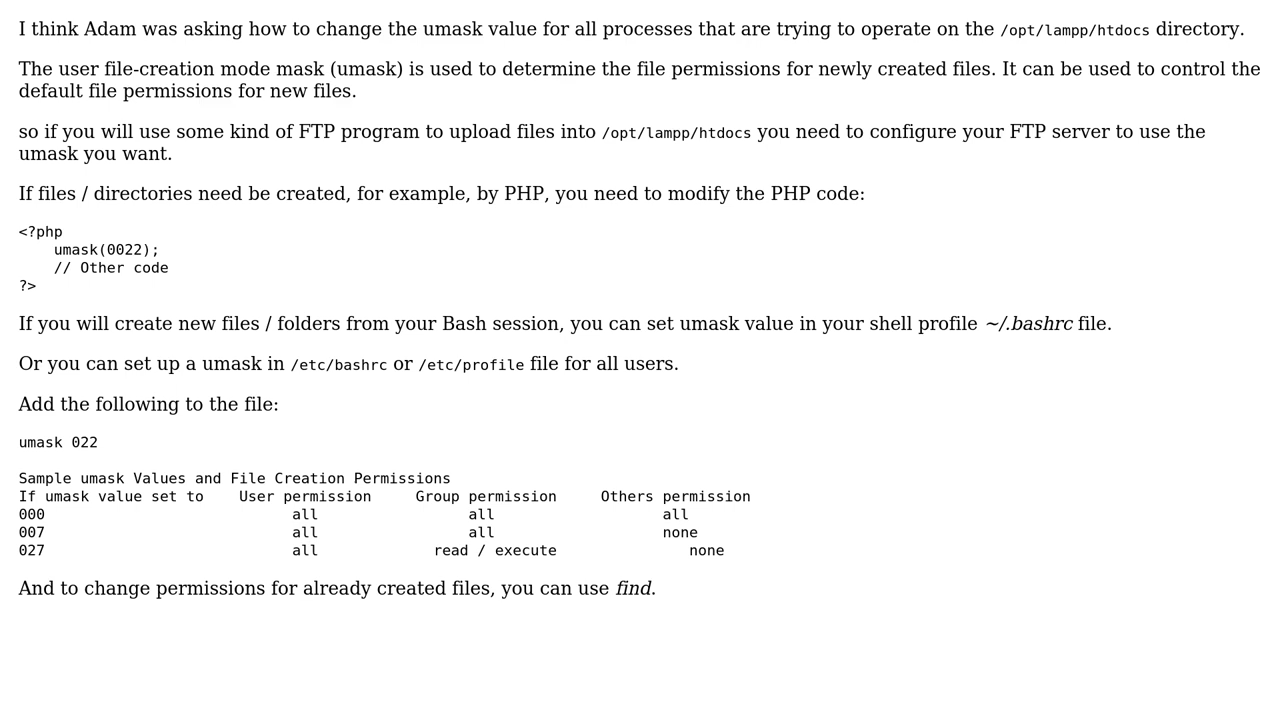 I think Adam was asking how to change the umask value for all processes that are trying to operate on the /opt/lampp/htdocs directory.
The user file-creation mode mask (umask) is used to determine the file permissions for newly created files. It can be used to control the
default file permissions for new files.
so if you will use some kind of FTP program to upload files into /opt/lampp/htdocs you need to configure your FTP server to use the
umask you want.
If files / directories need be created, for example, by PHP, you need to modify the PHP code:
<?php
    umask(0022);
    // Other code
?>
If you will create new files / folders from your Bash session, you can set umask value in your shell profile ~/.bashrc file.
Or you can set up a umask in /etc/bashrc or /etc/profile file for all users.
Add the following to the file:
umask 022
Sample umask Values and File Creation Permissions
If umask value set to    User permission     Group permission     Others permission
000                            all                 all                   all
007                            all                 all                   none
027                            all             read / execute               none
And to change permissions for already created files, you can use find.